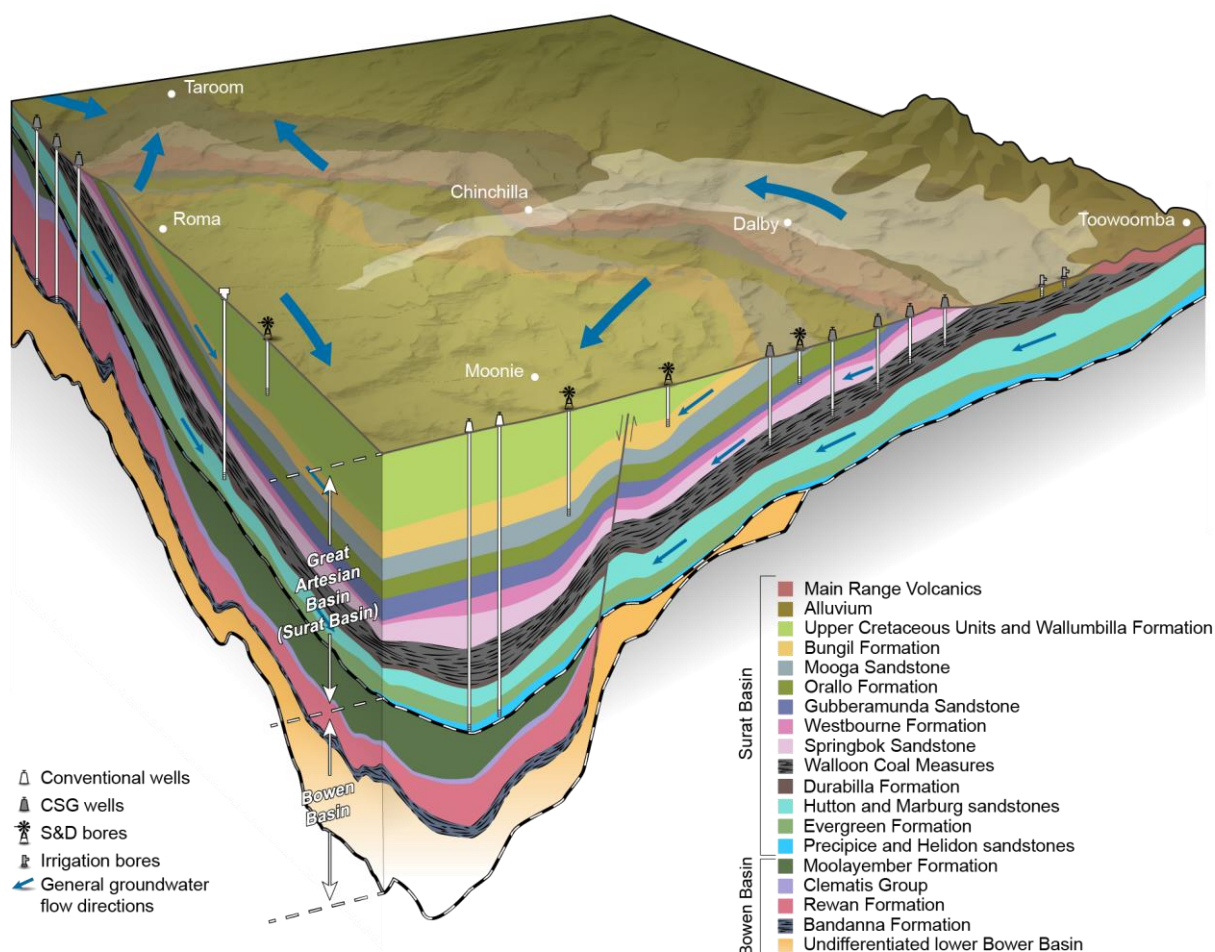 Taroom
Roma
Chinchilla
Dalby
Toowoomba
Moonie
Great
Artesian
Basin
(Surat Basin)
Bowen
Basin
Conventional wells
CSG wells
S&D bores
Irrigation bores
General groundwater
flow directions
Surat Basin
Main Range Volcanics
Alluvium
Upper Cretaceous Units and Wallumbilla Formation
Bungil Formation
Mooga Sandstone
Orallo Formation
Gubberamunda Sandstone
Westbourne Formation
Springbok Sandstone
Walloon Coal Measures
Durabilla Formation
Hutton and Marburg sandstones
Evergreen Formation
Precipice and Helidon sandstones
Bowen Basin
Moolayember Formation
Clematis Group
Rewan Formation
Bandanna Formation
Undifferentiated lower Bower Basin